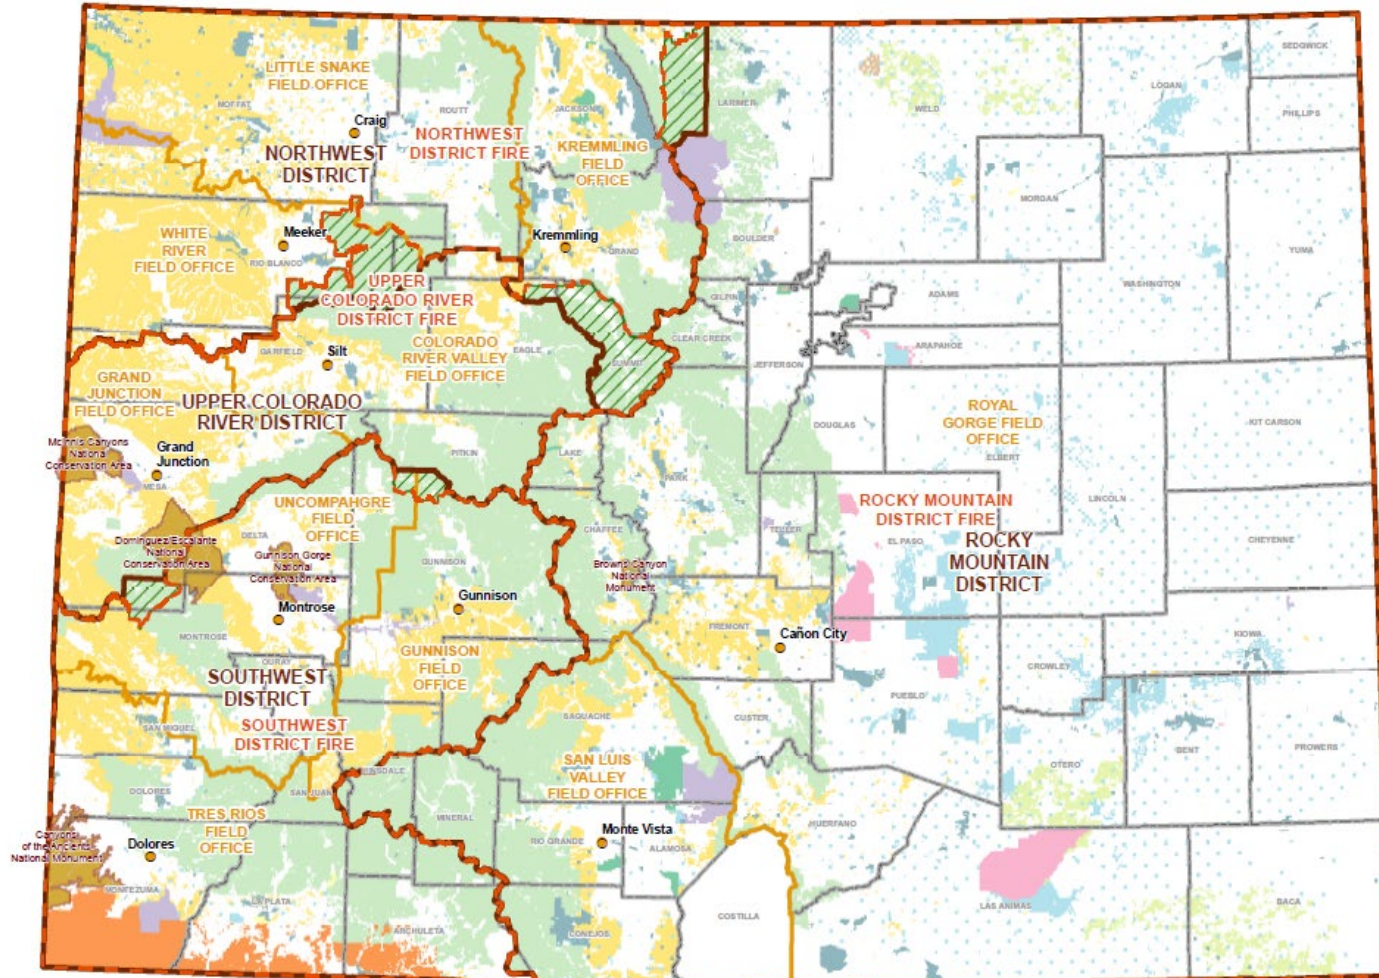 SEDGWICK
LITTLE SNAKE
FIELD OFFICE
MOFFAT
ROUTT
JACKSON
LARIMER
WELD
LOGAN
PHILLIPS
Craig
NORTHWEST
DISTRICT FIRE
NORTHWEST
DISTRICT
KREMMLING
FIELD
OFFICE
MORGAN
WHITE
RIVER
FIELD OFFICE
Meeker
RIO BLANCO
Kremmling
GRAND
BOULDER
YUMA
WASHINGTON
UPPER
COLORADO RIVER
DISTRICT FIRE
GILPIN
ADAMS
COLORADO
RIVER VALLEY
FIELD OFFICE
GARFIELD
Silt
EAGLE
SUMMIT
CLEAR CREEK
JEFFERSON
ARAPAHOE
GRAND
JUNCTION
FIELD OFFICE
UPPER COLORADO
RIVER DISTRICT
DOUGLAS
ROYAL
GORGE FIELD
OFFICE
ELBERT
KIT CARSON
McInnis Canyons
National
Conservation Area
Grand
Junction
MESA
PITKIN
LAKE
PARK
LINCOLN
UNCOMPAHGRE
FIELD
OFFICE
ROCKY MOUNTAIN
DISTRICT FIRE
TELLER
EL PASO
ROCKY
MOUNTAIN
DISTRICT
CHEYENNE
Dominguez/Escalante
National
Conservation Area
DELTA
Gunnison Gorge
National
Conservation Area
GUNNISON
CHAFFEE
Browns Canyon
National
Monument
Montrose
Gunnison
MONTROSE
FREMONT
Cañon City
KIOWA
OURAY
GUNNISON
FIELD
OFFICE
CROWLEY
SOUTHWEST
DISTRICT
PUEBLO
SAGUACHE
CUSTER
SAN MIGUEL
SOUTHWEST
DISTRICT FIRE
BENT
PROWERS
SAN LUIS
VALLEY
FIELD OFFICE
OTERO
HINSDALE
DOLORES
SAN JUAN
TRES RIOS
FIELD
OFFICE
MINERAL
HUERFANO
Monte Vista
RIO GRANDE
ALAMOSA
Canyons
of the Ancients
National Monument
Dolores
MONTEZUMA
LA PLATA
ARCHULETA
CONEJOS
COSTILLA
LAS ANIMAS
BACA